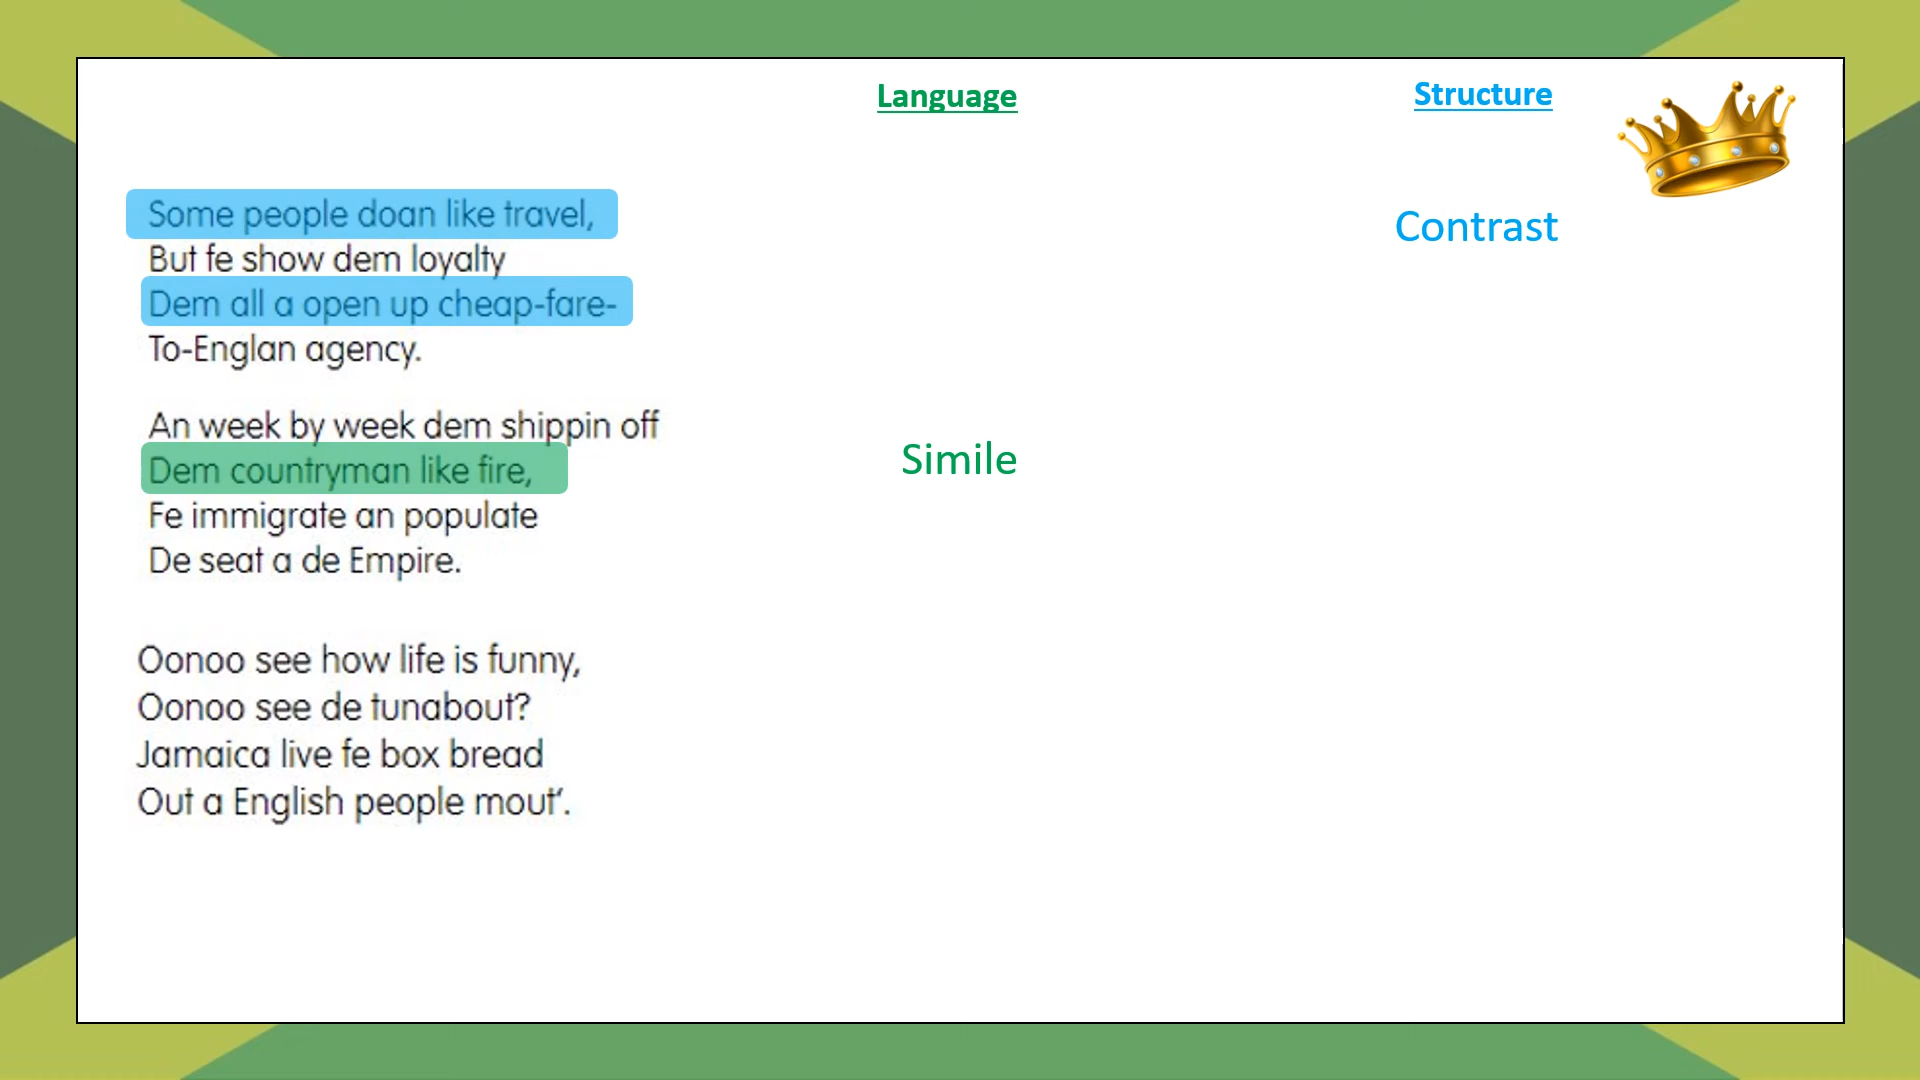 Language
Structure
Some people doan like travel,
But fe show dem loyalty
Dem all a open up cheap-fare-
To-Englan agency.
An week by week dem shippin off
Dem countryman like fire,
Fe immigrate an populate
De seat a de Empire.
Oonoo see how life is funny,
Oonoo see de tunabout?
Jamaica live fe box bread
Out a English people mout'.
Contrast
Simile